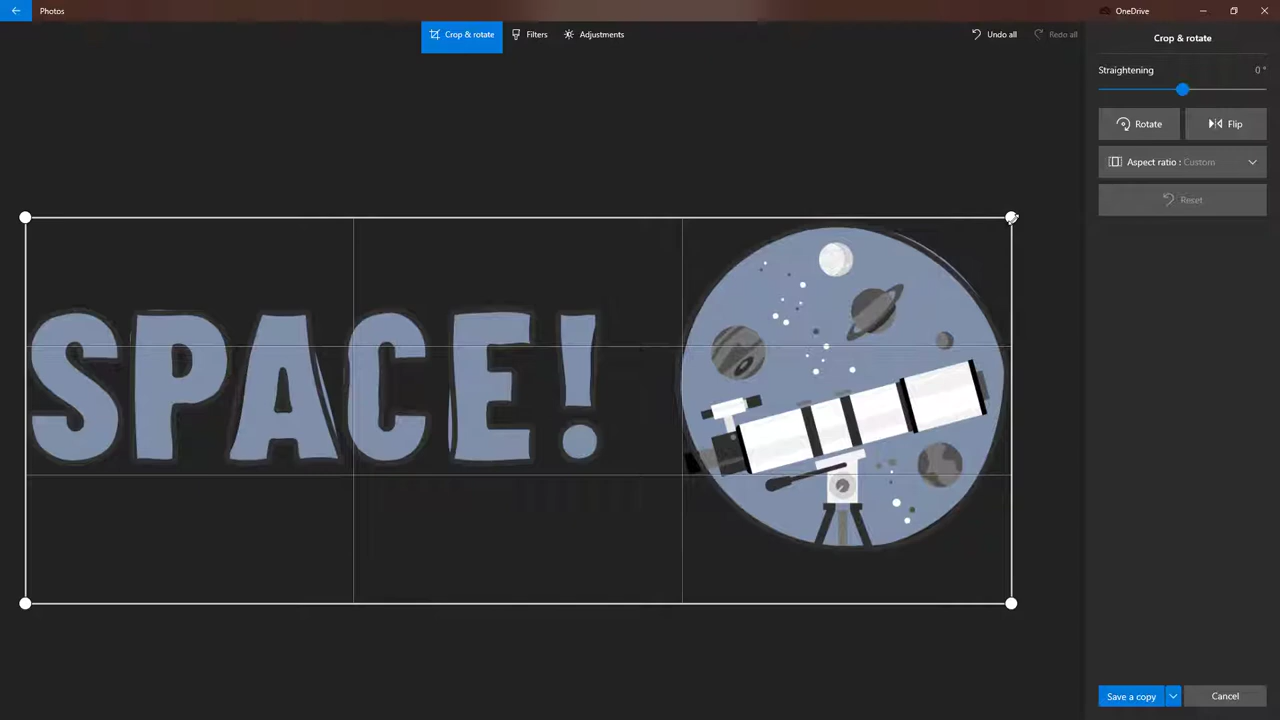 Photos
OneDrive
Crop & rotate
Filters
Adjustments
Undo all
Redo all
Crop & rotate
Straightening
0 °
Rotate
Flip
Aspect ratio : Custom
Reset
SPACE!
Save a copy
Cancel